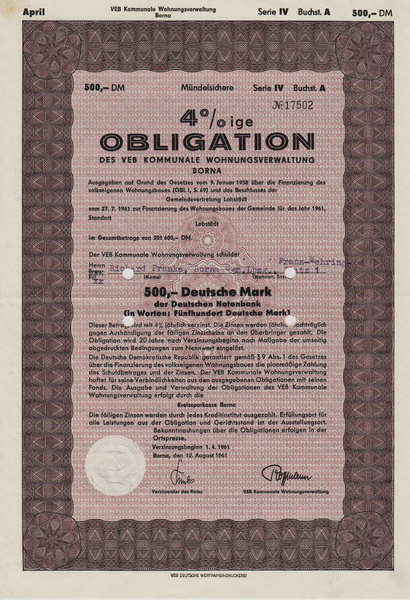 April
VEB Kommunale Wohnungsverwaltung
Borna
Serie IV Buchst. A 500,– DM
500,– DM Mündelsichere Serie IV Buchst. A
№ 17502
4%ige
OBLIGATION
DES VEB KOMMUNALE WOHNUNGSVERWALTUNG
BORNA
Ausgegeben auf Grund des Gesetzes vom 9. Januar 1958 über die Finanzierung des
volkseigenen Wohnungsbaues (GBl. I, S. 69) und des Beschlusses der
Gemeindevertretung Lobstädt
vom 27. 7. 1961 zur Finanzierung des Wohnungsbaues der Gemeinde für das Jahr 1961.
Standort
Lobstädt
im Gesamtbetrage von 201 600,– DM.
Der VEB Kommunale Wohnungsverwaltung schuldet
Herrn Richard Franke, Born
Franz-Mehring-
(Name)
500,– Deutsche Mark
der Deutschen Notenbank
(in Worten: Fünfhundert Deutsche Mark)
Dieser Betrag wird mit 4% jährlich verzinst. Die Zinsen werden jährlich nachträglich
gegen Aushändigung der fälligen Zinsscheine an den Überbringer gezahlt. Die
Obligation wird 20 Jahre nach Verzinsungsbeginn nach Maßgabe der umseitig
abgedruckten Bedingungen zum Nennwert eingelöst.
Die Deutsche Demokratische Republik garantiert gemäß § 9 Abs. 1 des Gesetzes
über die Finanzierung des volkseigenen Wohnungsbaues die planmäßige Zahlung
des Schuldbetrages und der Zinsen. Der VEB Kommunale Wohnungsverwaltung
haftet für seine Verbindlichkeiten aus den ausgegebenen Obligationen mit seinen
Fonds. Die Ausgabe und Verwaltung der Obligationen des VEB Kommunale
Wohnungsverwaltung erfolgt durch die
Kreissparkasse Borna
Die fälligen Zinsen werden durch jedes Kreditinstitut ausgezahlt. Erfüllungsort für
alle Leistungen aus der Obligation und Gerichtsstand ist der Ausstellungsort.
Bekanntmachungen über die Obligationen erfolgen in der
Ortspresse.
Verzinsungsbeginn 1. 4. 1961
Borna, den 12. August 1961
Vorsitzender des Rates
VEB Kommunale Wohnungsverwaltung
VEB DEUTSCHE WERTPAPIER-DRUCKEREI